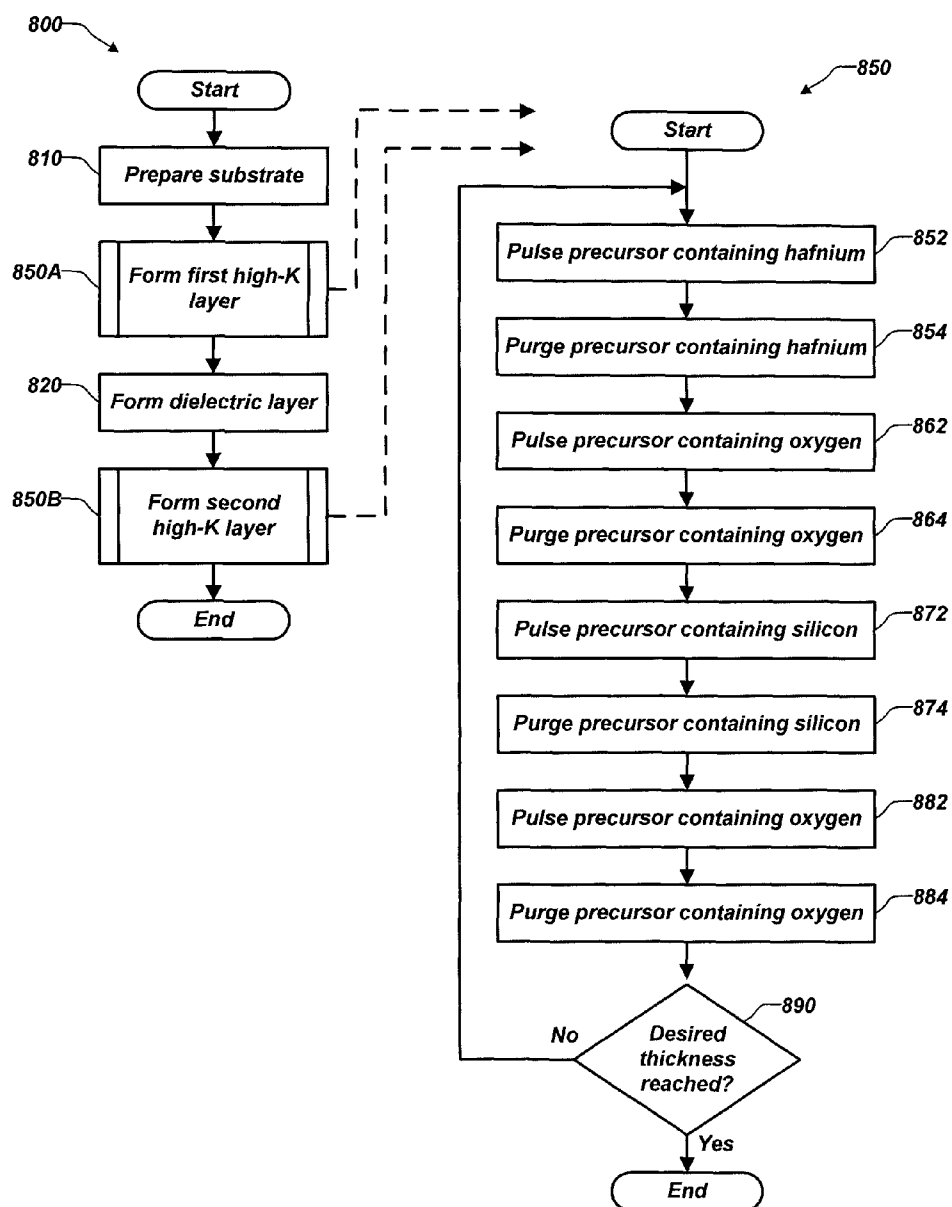 800
Start
810
Prepare substrate
850A
Form first high-K
layer
820
Form dielectric layer
850B
Form second
high-K layer
End
850
Start
Pulse precursor containing hafnium
852
Purge precursor containing hafnium
854
Pulse precursor containing oxygen
862
Purge precursor containing oxygen
864
Pulse precursor containing silicon
872
Purge precursor containing silicon
874
Pulse precursor containing oxygen
882
Purge precursor containing oxygen
884
890
No
Desired
thickness
reached?
Yes
End